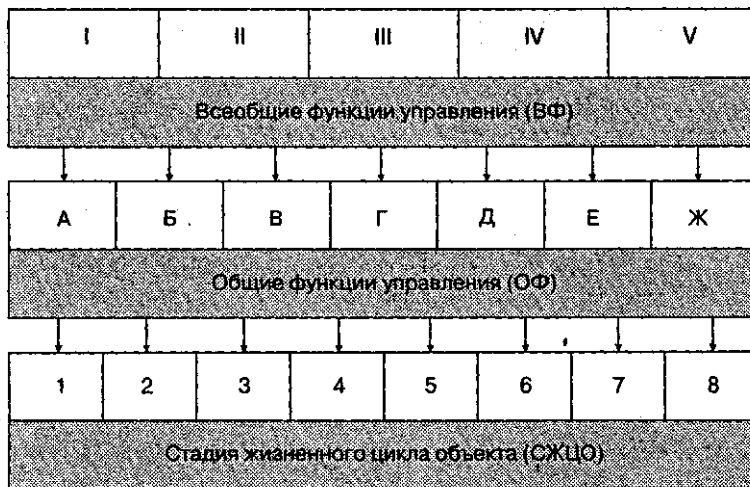 I II III IV V
Всеобщие функции управления (ВФ)
А Б В Г Д Е Ж
Общие функции управления (ОФ)
1 2 3 4 5 6 7 8
Стадия жизненного цикла объекта (СЖЦО)